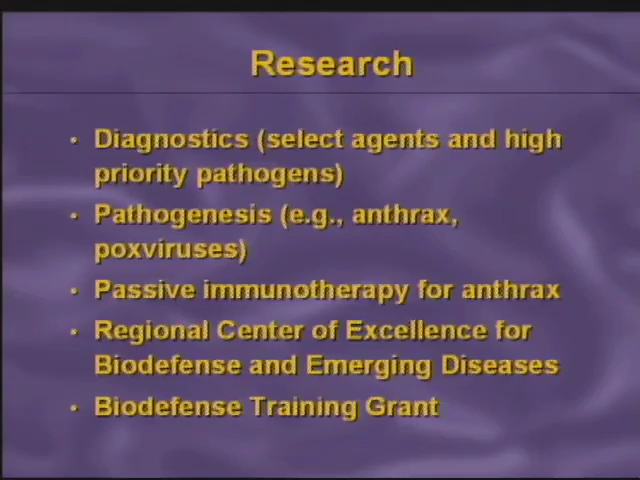 Research
• Diagnostics (select agents and high
priority pathogens)
• Pathogenesis (e.g., anthrax,
poxviruses)
• Passive immunotherapy for anthrax
• Regional Center of Excellence for
Biodefense and Emerging Diseases
• Biodefense Training Grant